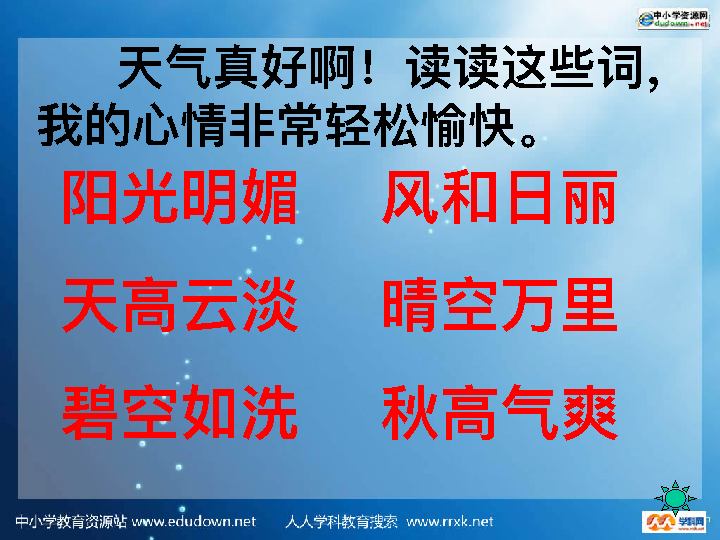 中小学资源网
edudown.net
天气真好啊！读读这些词，
我的心情非常轻松愉快。
阳光明媚 风和日丽
天高云淡 晴空万里
碧空如洗 秋高气爽
中小学教育资源站 www.edudown.net 人人学科教育搜索 www.rrxk.net
学科网